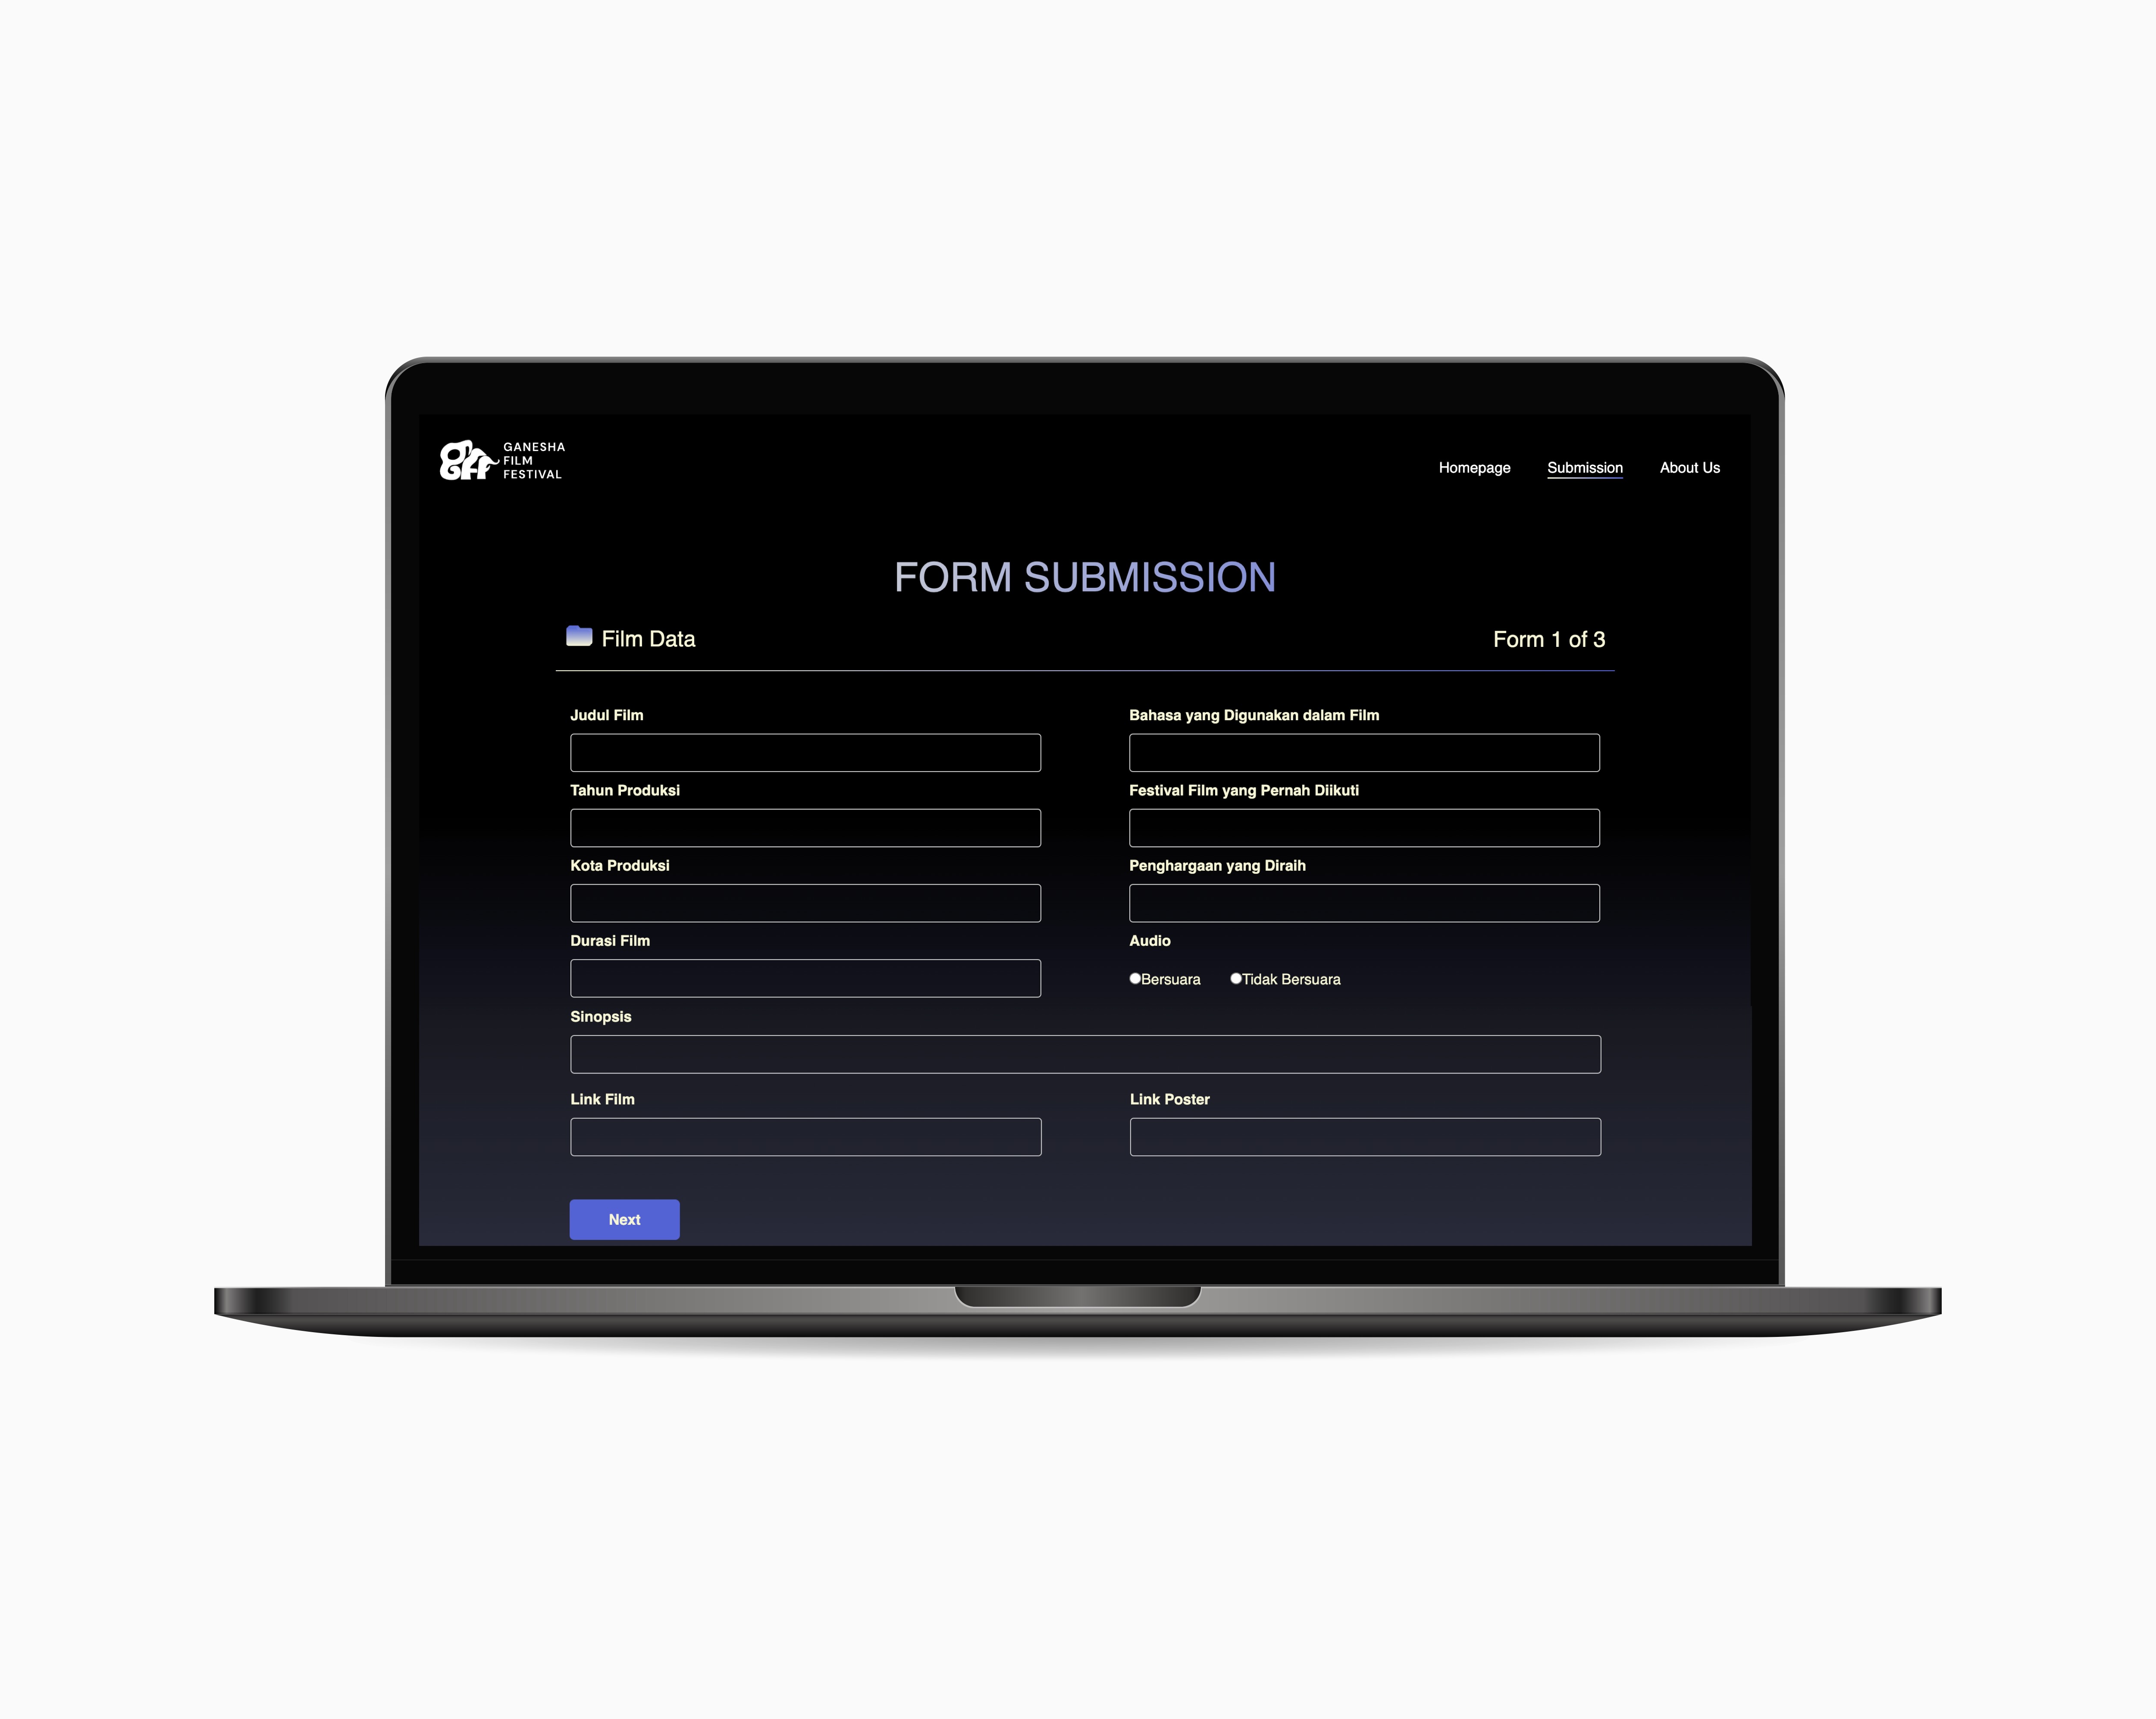 GANESHA
FILM
FESTIVAL
Homepage Submission About Us
FORM SUBMISSION
Film Data
Form 1 of 3
Judul Film
Bahasa yang Digunakan dalam Film
Tahun Produksi
Festival Film yang Pernah Diikuti
Kota Produksi
Penghargaan yang Diraih
Durasi Film
Audio
Bersuara Tidak Bersuara
Sinopsis
Link Film
Link Poster
Next